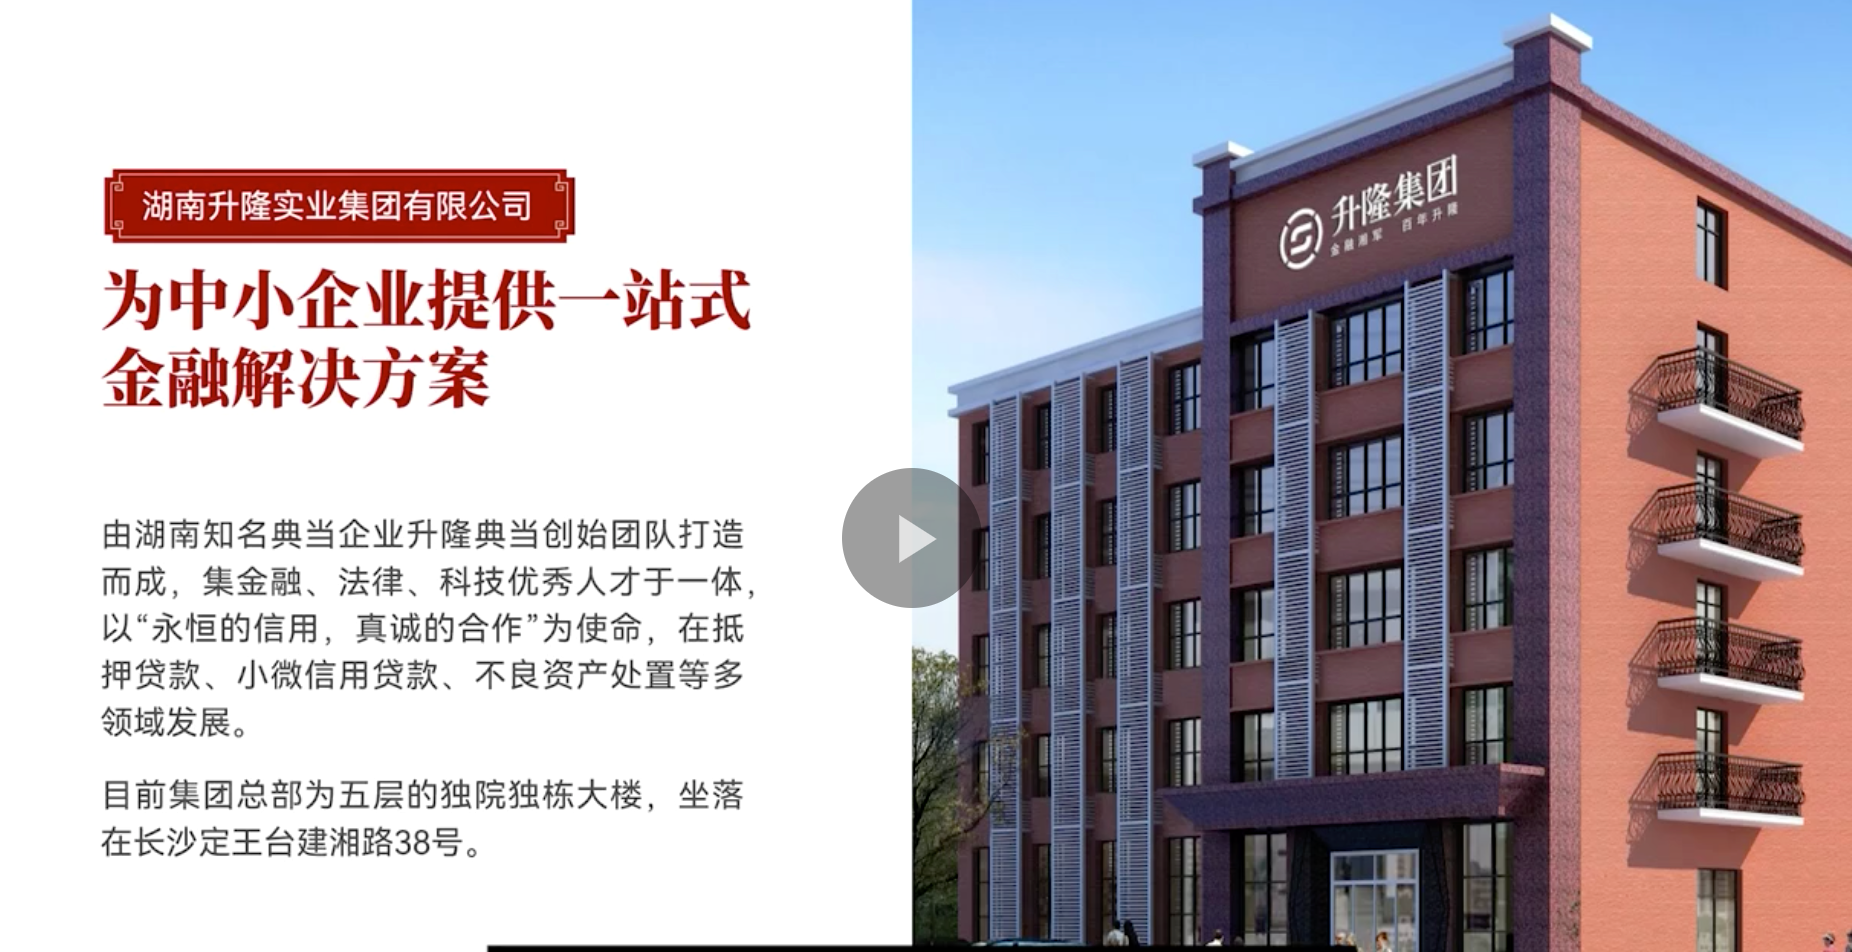 湖南升隆实业集团有限公司
为中小企业提供一站式
金融解决方案
由湖南知名典当企业升隆典当创始团队打造
而成，集金融、法律、科技优秀人才于一体，
以“永恒的信用，真诚的合作”为使命，在抵
押贷款、小微信用贷款、不良资产处置等多
领域发展。
目前集团总部为五层的独院独栋大楼，坐落
在长沙定王台建湘路38号。
升隆集团
金融湘军 百年升隆